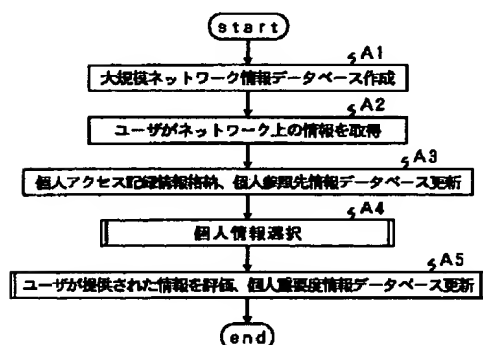 start
A1
大規模ネットワーク情報データベース作成
A2
ユーザがネットワーク上の情報を取得
A3
個人アクセス記録情報格納、個人参照先情報データベース更新
A4
個人情報選択
A5
ユーザが提供された情報を評価、個人重要度情報データベース更新
end